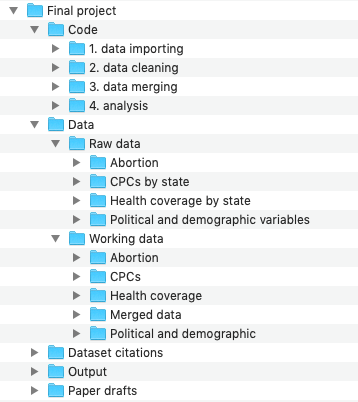 Final project
Code
1. data importing
2. data cleaning
3. data merging
4. analysis
Data
Raw data
Abortion
CPCs by state
Health coverage by state
Political and demographic variables
Working data
Abortion
CPCs
Health coverage
Merged data
Political and demographic
Dataset citations
Output
Paper drafts